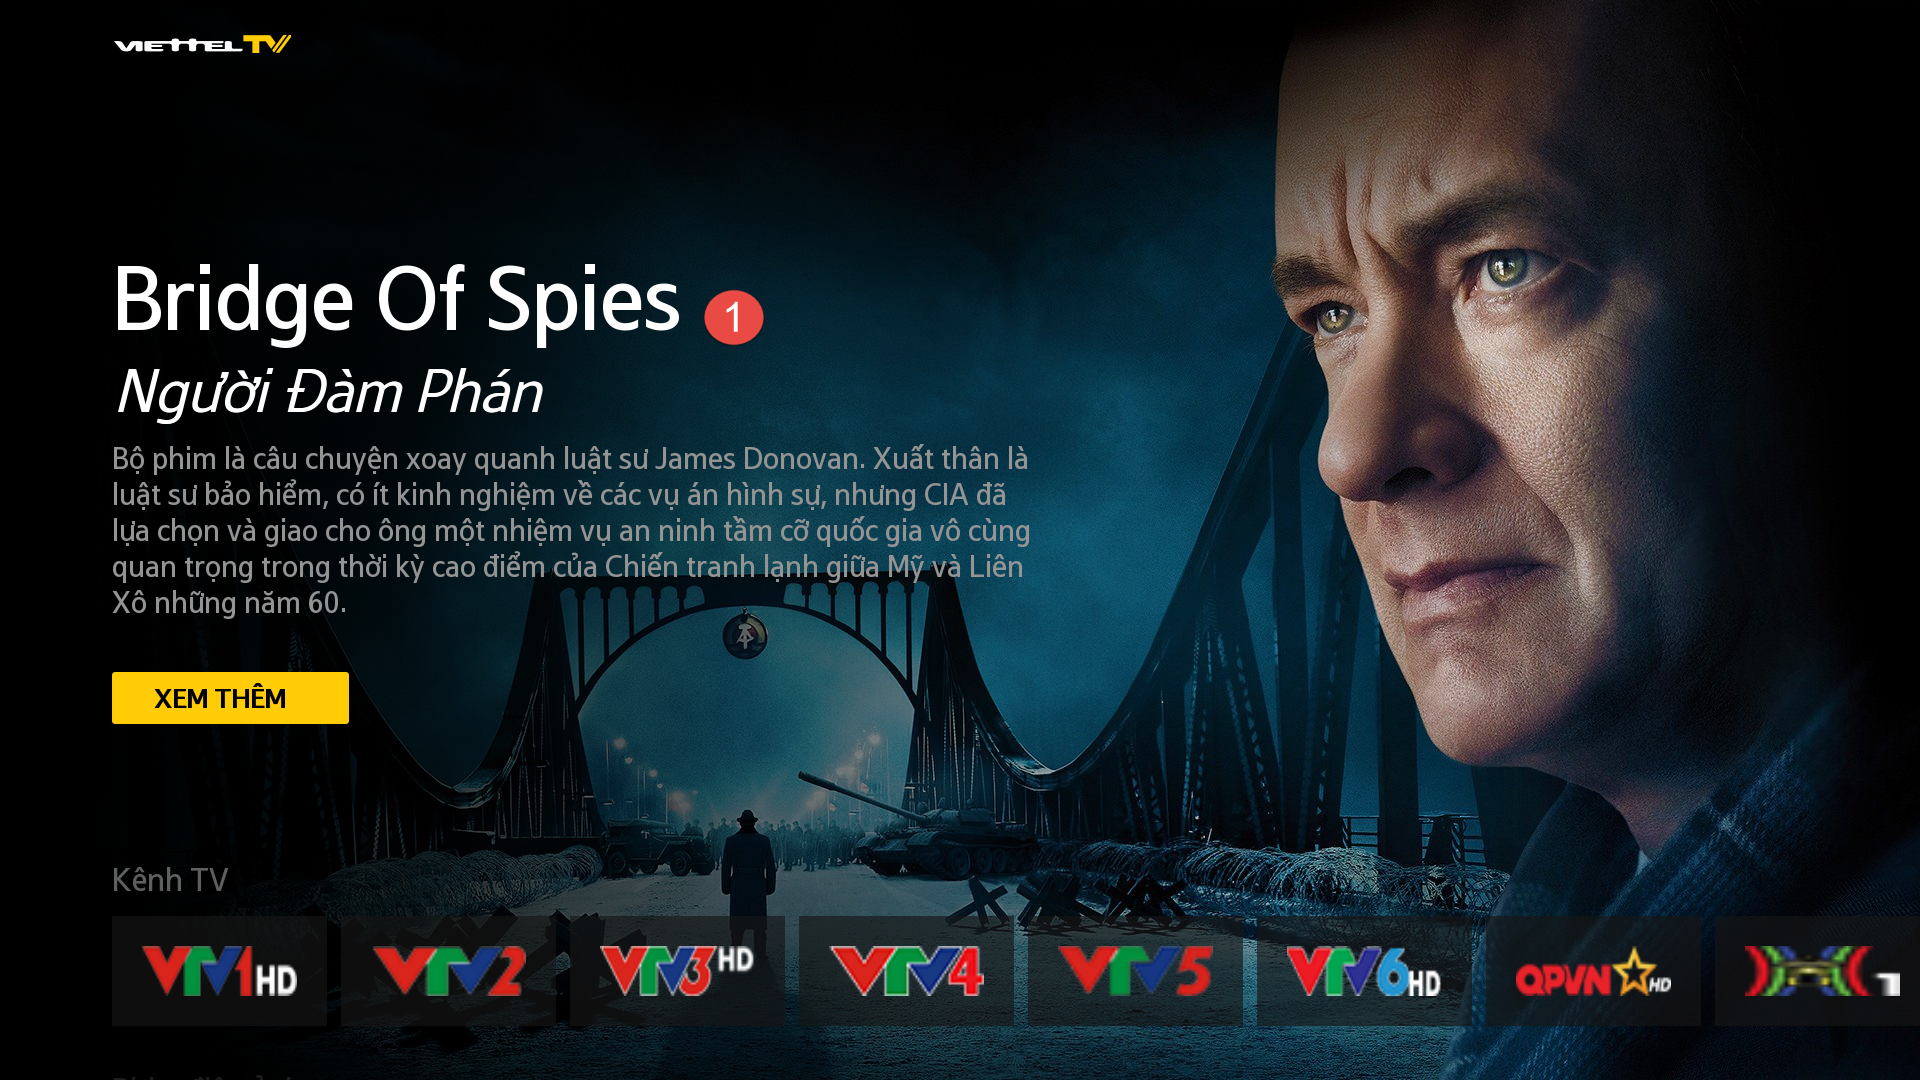 VIETTEL TV
Bridge Of Spies
1
Người Đàm Phán
Bộ phim là câu chuyện xoay quanh luật sư James Donovan. Xuất thân là
luật sư bảo hiểm, có ít kinh nghiệm về các vụ án hình sự, nhưng CIA đã
lựa chọn và giao cho ông một nhiệm vụ an ninh tầm cỡ quốc gia vô cùng
quan trọng trong thời kỳ cao điểm của Chiến tranh lạnh giữa Mỹ và Liên
Xô những năm 60.
XEM THÊM
Kênh TV
VTV1 HD VTV2 VTV3 HD VTV4 VTV5 VTV6 HD QPVN HD H1